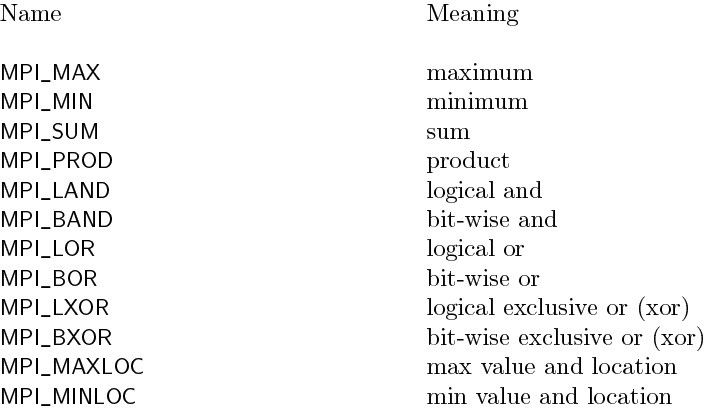 Name Meaning
MPI_MAX maximum
MPI_MIN minimum
MPI_SUM sum
MPI_PROD product
MPI_LAND logical and
MPI_BAND bit-wise and
MPI_LOR logical or
MPI_BOR bit-wise or
MPI_LXOR logical exclusive or (xor)
MPI_BXOR bit-wise exclusive or (xor)
MPI_MAXLOC max value and location
MPI_MINLOC min value and location